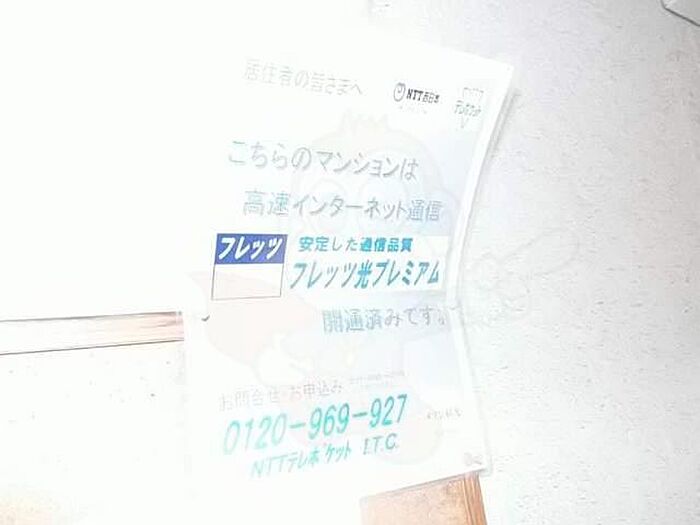 居住者の皆さまへ
NTT西日本
こちらのマンションは
高速インターネット通信
フレッツ 安定した通信品質
フレッツ光プレミアム
開通済みです。
お問合せ・お申込み
0120-969-927
NTTテレポケット I.T.C.